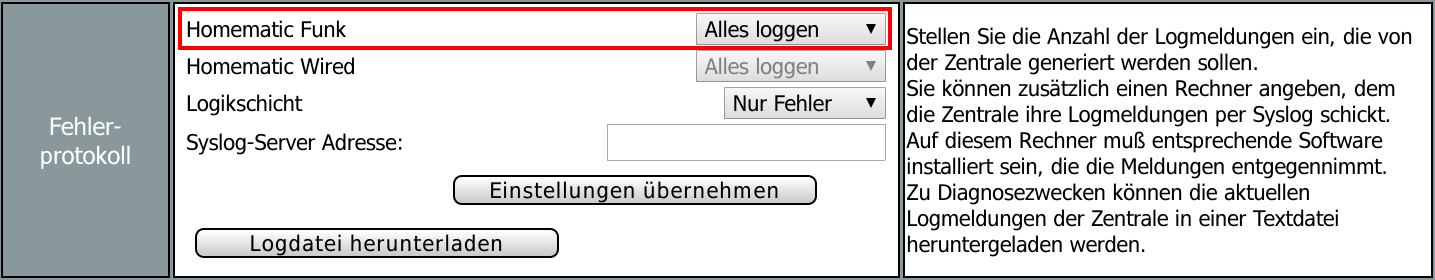 Fehler-
protokoll
Homematic Funk Alles loggen
Homematic Wired Alles loggen
Logikschicht Nur Fehler
Syslog-Server Adresse:
Einstellungen übernehmen
Logdatei herunterladen
Stellen Sie die Anzahl der Logmeldungen ein, die von
der Zentrale generiert werden sollen.
Sie können zusätzlich einen Rechner angeben, dem
die Zentrale ihre Logmeldungen per Syslog schickt.
Auf diesem Rechner muß entsprechende Software
installiert sein, die die Meldungen entgegennimmt.
Zu Diagnosezwecken können die aktuellen
Logmeldungen der Zentrale in einer Textdatei
heruntergeladen werden.